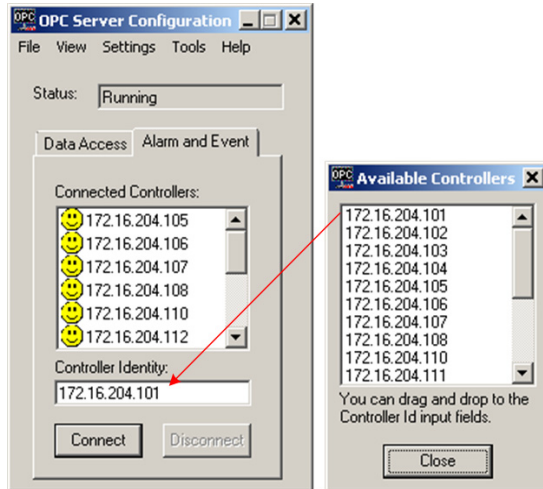 OPC OPC Server Configuration
File View Settings Tools Help
Status: Running
Data Access Alarm and Event
Connected Controllers:
172.16.204.105
172.16.204.106
172.16.204.107
172.16.204.108
172.16.204.110
172.16.204.112
Controller Identity:
172.16.204.101
Connect Disconnect
OPC Available Controllers
172.16.204.101
172.16.204.102
172.16.204.103
172.16.204.104
172.16.204.105
172.16.204.106
172.16.204.107
172.16.204.108
172.16.204.110
172.16.204.111
You can drag and drop to the
Controller Id input fields.
Close